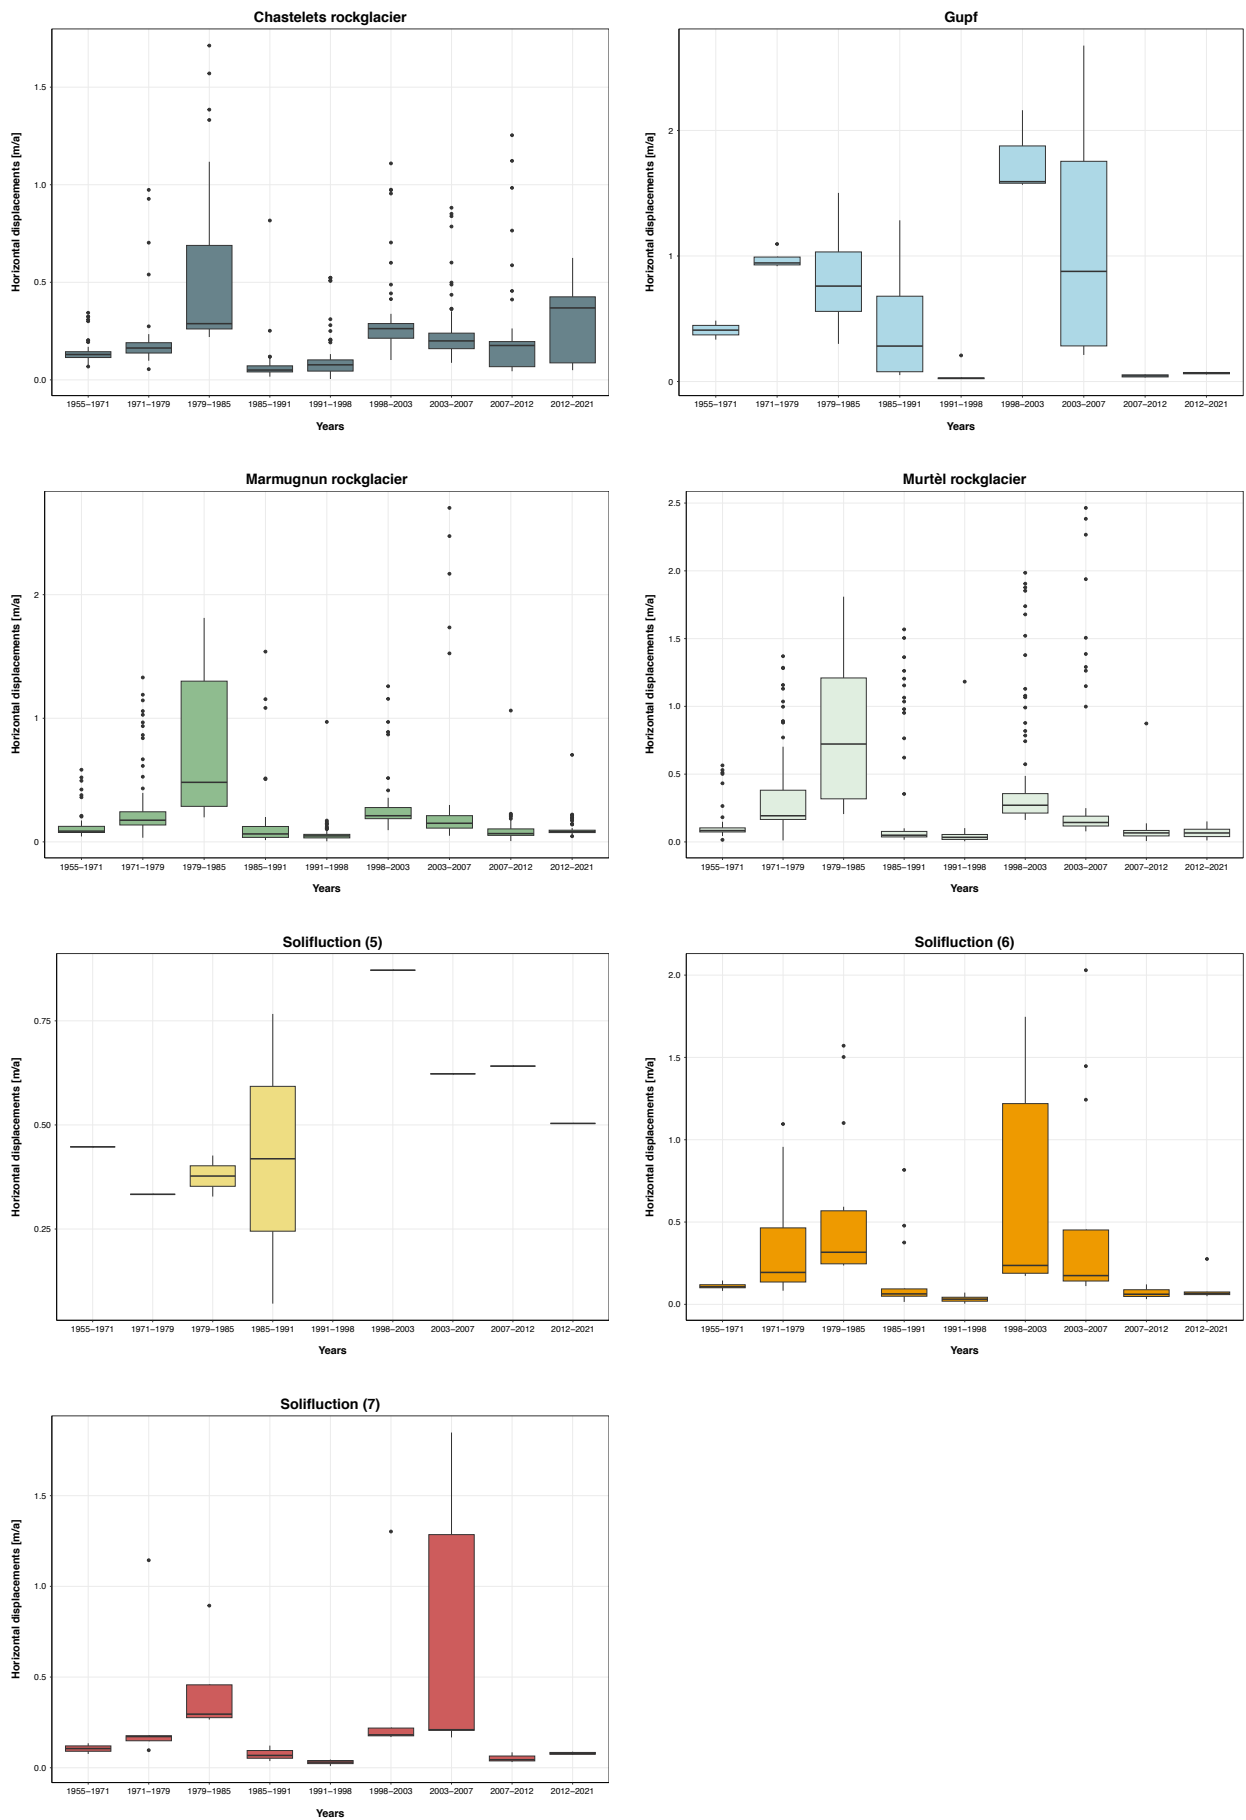 Chastelets rockglacier
Horizontal displacements [m/a]
1.5
1.0
0.5
0.0
1955–1971 1971–1979 1979–1985 1985–1991 1991–1998 1998–2003 2003–2007 2007–2012 2012–2021
Years
Gupf
Horizontal displacements [m/a]
2
1
0
1955–1971 1971–1979 1979–1985 1985–1991 1991–1998 1998–2003 2003–2007 2007–2012 2012–2021
Years
Marmugnun rockglacier
Horizontal displacements [m/a]
2
1
0
1955–1971 1971–1979 1979–1985 1985–1991 1991–1998 1998–2003 2003–2007 2007–2012 2012–2021
Years
Murtèl rockglacier
Horizontal displacements [m/a]
2.5
2.0
1.5
1.0
0.5
0.0
1955–1971 1971–1979 1979–1985 1985–1991 1991–1998 1998–2003 2003–2007 2007–2012 2012–2021
Years
Solifluction (5)
Horizontal displacements [m/a]
0.75
0.50
0.25
1955–1971 1971–1979 1979–1985 1985–1991 1991–1998 1998–2003 2003–2007 2007–2012 2012–2021
Years
Solifluction (6)
Horizontal displacements [m/a]
2.0
1.5
1.0
0.5
0.0
1955–1971 1971–1979 1979–1985 1985–1991 1991–1998 1998–2003 2003–2007 2007–2012 2012–2021
Years
Solifluction (7)
Horizontal displacements [m/a]
1.5
1.0
0.5
0.0
1955–1971 1971–1979 1979–1985 1985–1991 1991–1998 1998–2003 2003–2007 2007–2012 2012–2021
Years